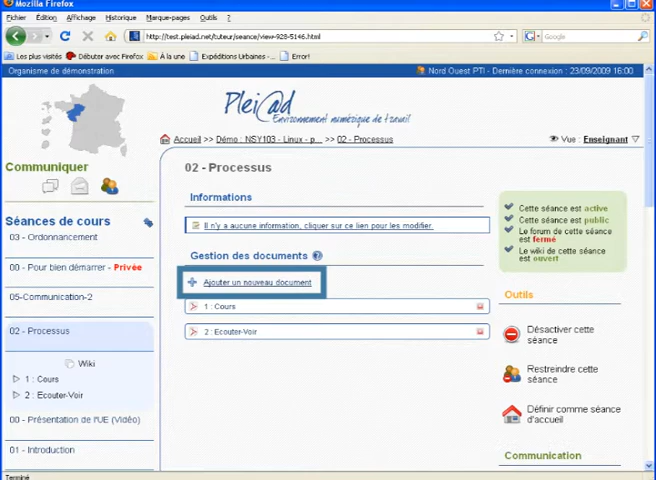 Mozilla Firefox
Fichier Édition Affichage Historique Marque-pages Outils ?
http://test.pleiad.net/tuteur/seance/view-928-5146.html
Google
Les plus visités Débuter avec Firefox À la une Expéditions Urbaines - ... Error!
Organisme de démonstration
Nord Ouest PTI - Dernière connexion : 23/09/2009 16:00
Plei@d
Environnement numérique de travail
Accueil >> Démo : NSY103 - Linux - p... >> 02 - Processus
Vue : Enseignant
Communiquer
Séances de cours
03 - Ordonnancement
00 - Pour bien démarrer - Privée
05-Communication-2
02 - Processus
Wiki
1 : Cours
2 : Ecouter-Voir
00 - Présentation de l'UE (Vidéo)
01 - Introduction
02 - Processus
Informations
Il n'y a aucune information, cliquer sur ce lien pour les modifier.
Gestion des documents
Ajouter un nouveau document
1 : Cours
2 : Ecouter-Voir
Cette séance est active
Cette séance est public
Le forum de cette séance
est fermé
Le wiki de cette séance
est ouvert
Outils
Désactiver cette
séance
Restreindre cette
séance
Définir comme séance
d'accueil
Communication
Terminé